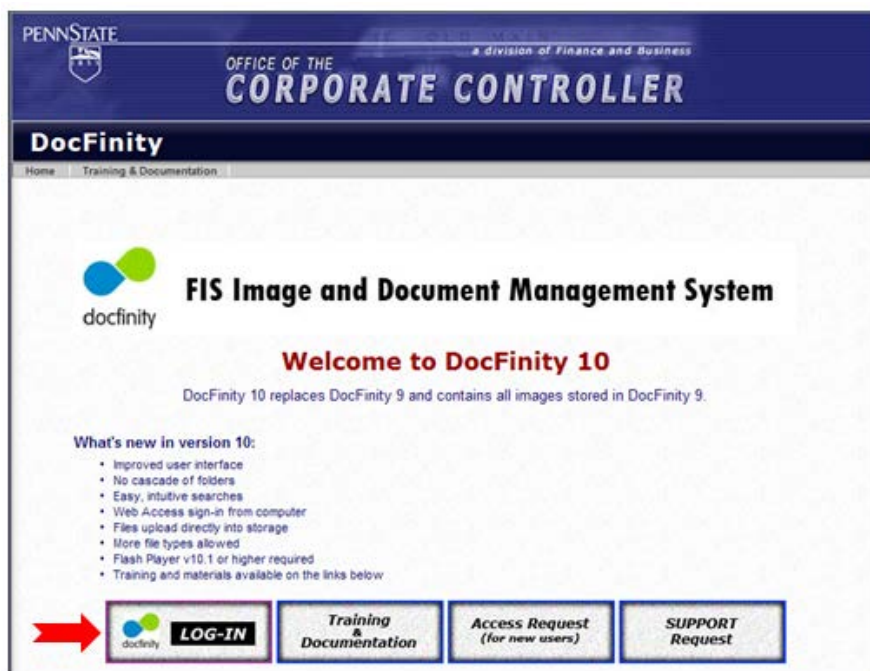 PENNSTATE
1855
a division of Finance and Business
OFFICE OF THE
CORPORATE CONTROLLER
DocFinity
Home Training & Documentation
docfinity
FIS Image and Document Management System
Welcome to DocFinity 10
DocFinity 10 replaces DocFinity 9 and contains all images stored in DocFinity 9.
What's new in version 10:
• Improved user interface
• No cascade of folders
• Easy, intuitive searches
• Web Access sign-in from computer
• Files upload directly into storage
• More file types allowed
• Flash Player v10.1 or higher required
• Training and materials available on the links below
docfinity LOG-IN
Training
&
Documentation
Access Request
(for new users)
SUPPORT
Request